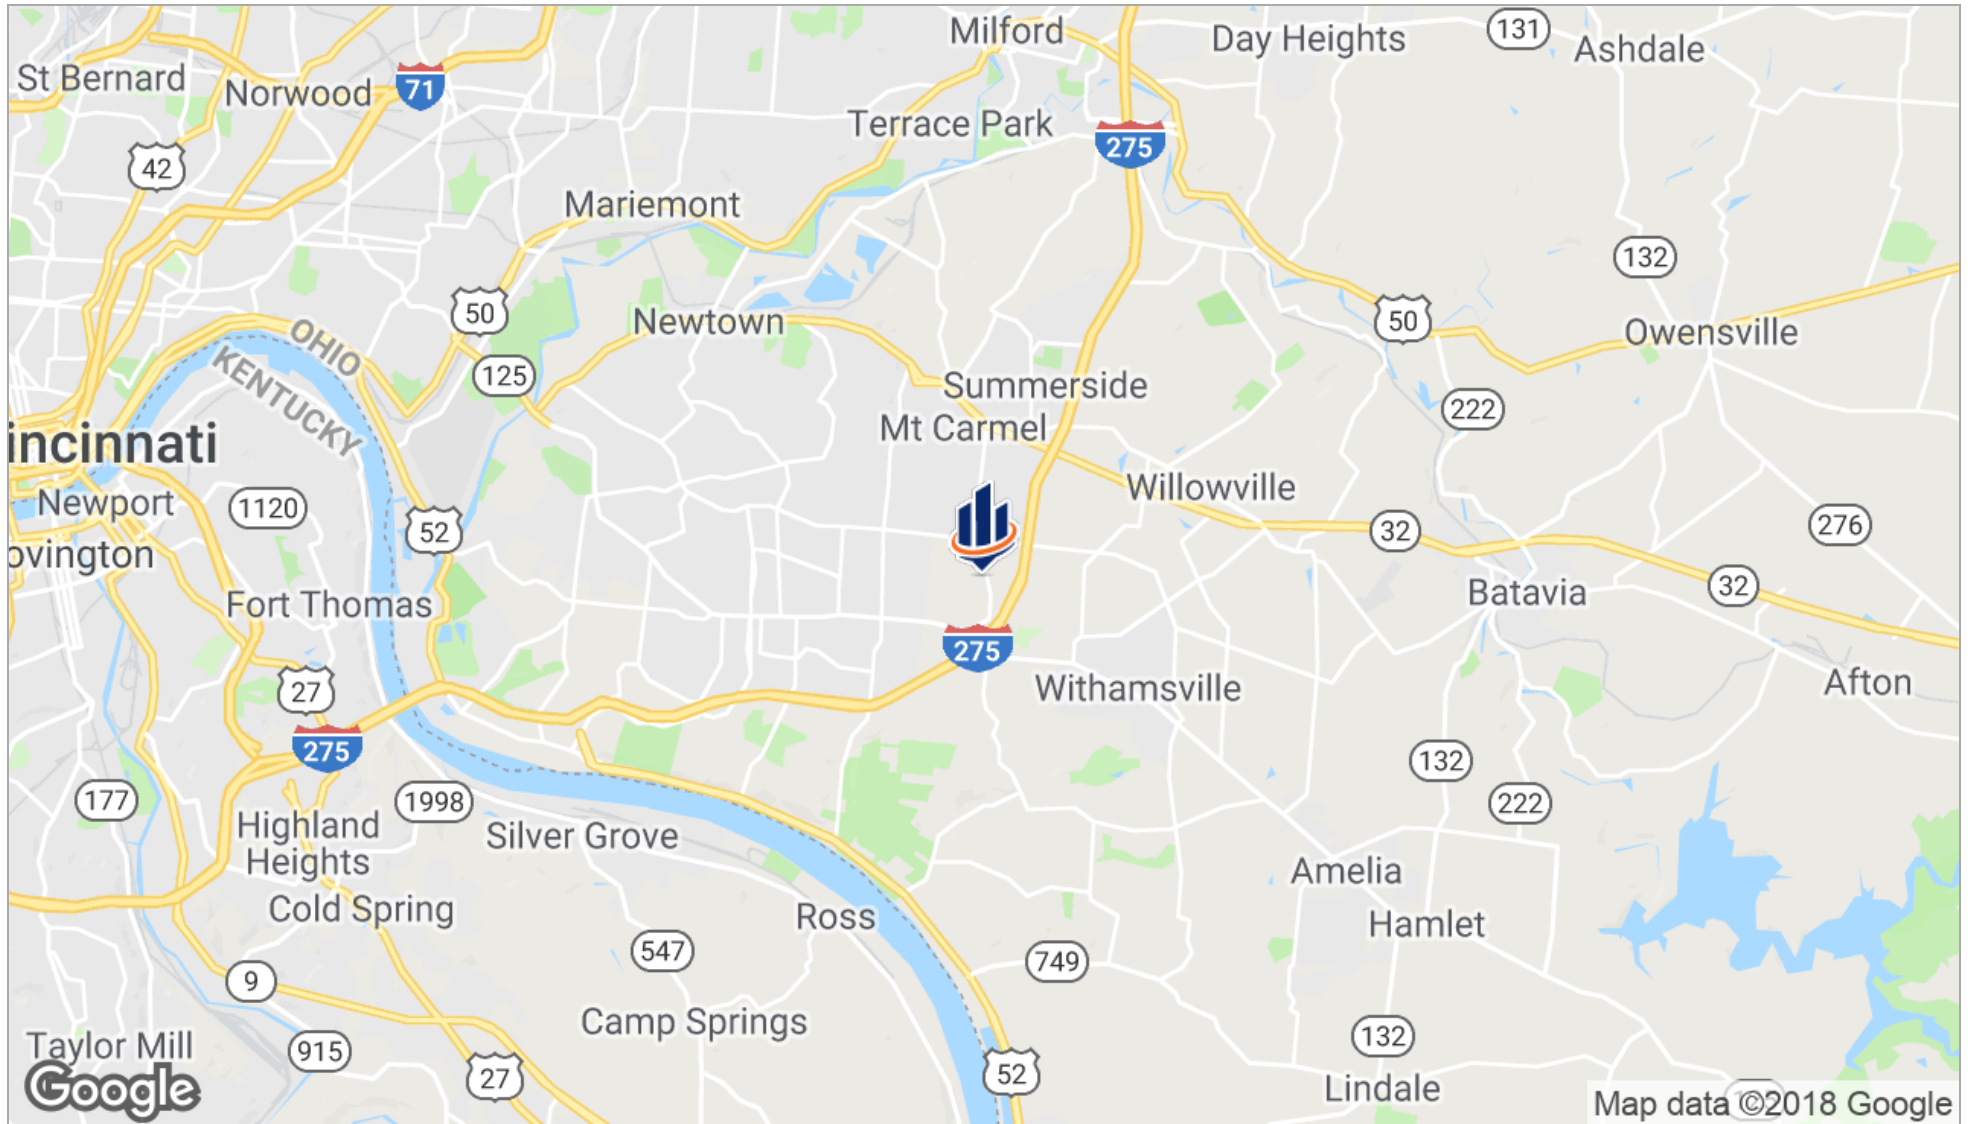 Milford
Day Heights
131
Ashdale
St Bernard
Norwood
71
Terrace Park
275
42
Mariemont
132
50
Newtown
50
Owensville
OHIO
KENTUCKY
125
Summerside
222
Mt Carmel
incinnati
Willowville
Newport
1120
52
32
276
ovington
Fort Thomas
Batavia
32
275
27
Withamsville
Afton
275
132
177
1998
222
Highland
Heights
Silver Grove
Amelia
Cold Spring
Ross
Hamlet
547
749
9
Camp Springs
132
Taylor Mill
915
27
52
Lindale
Google
Map data ©2018 Google